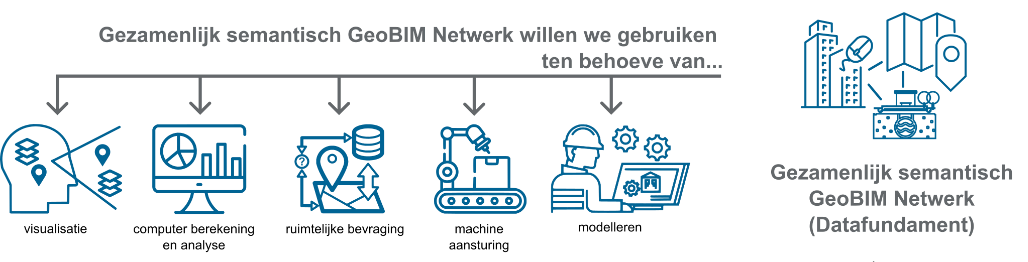 Gezamenlijk semantisch GeoBIM Netwerk willen we gebruiken
ten behoeve van...
visualisatie
computer berekening
en analyse
?
ruimtelijke bevraging
machine
aansturing
modelleren
Gezamenlijk semantisch
GeoBIM Netwerk
(Datafundament)